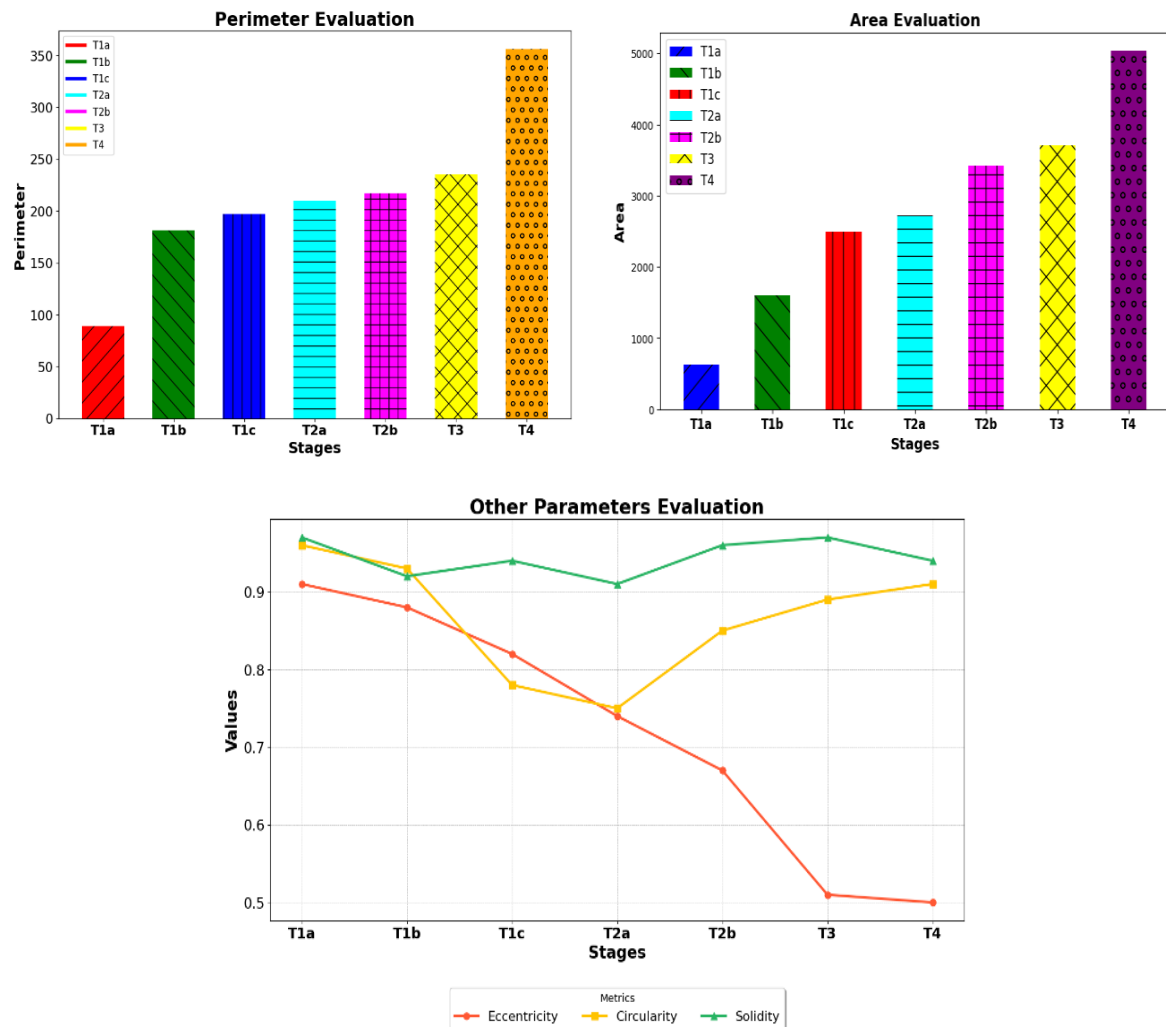 Perimeter Evaluation
350
300
250
200
150
100
50
0
Perimeter
T1a
T1b
T1c
T2a
T2b
T3
T4
T1a T1b T1c T2a T2b T3 T4
Stages
Area Evaluation
5000
4000
3000
2000
1000
0
Area
T1a
T1b
T1c
T2a
T2b
T3
T4
T1a T1b T1c T2a T2b T3 T4
Stages
Other Parameters Evaluation
0.9
0.8
0.7
0.6
0.5
Values
T1a T1b T1c T2a T2b T3 T4
Stages
Metrics
Eccentricity Circularity Solidity